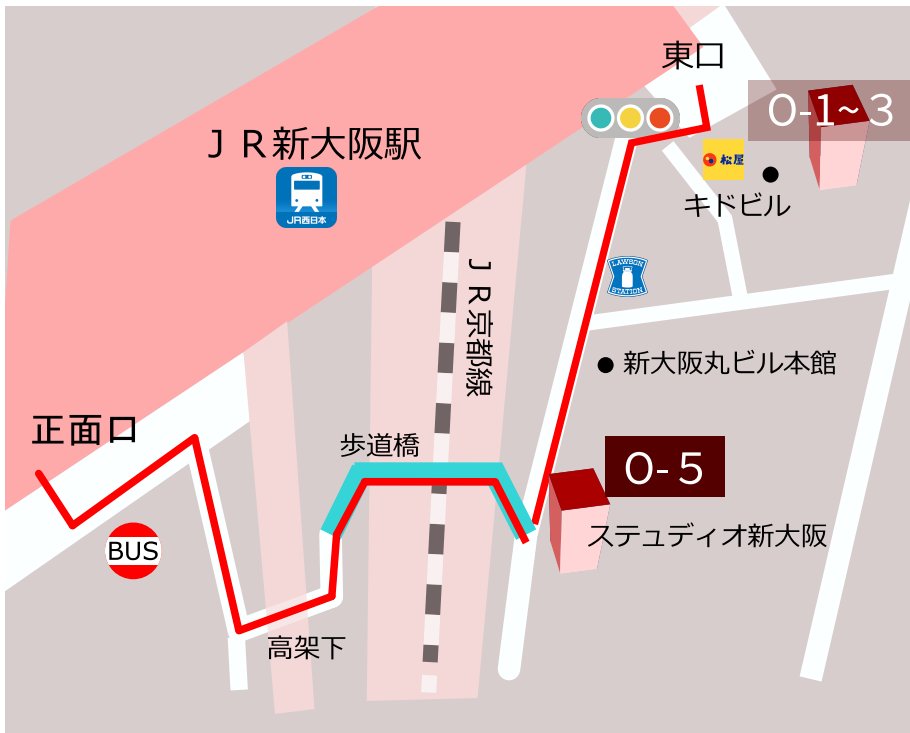 東口
O-1~3
JR新大阪駅
JR西日本
松屋
キドビル
LAWSON
STATION
JR京都線
新大阪丸ビル本館
正面口
歩道橋
O-5
ステュディオ新大阪
BUS
高架下